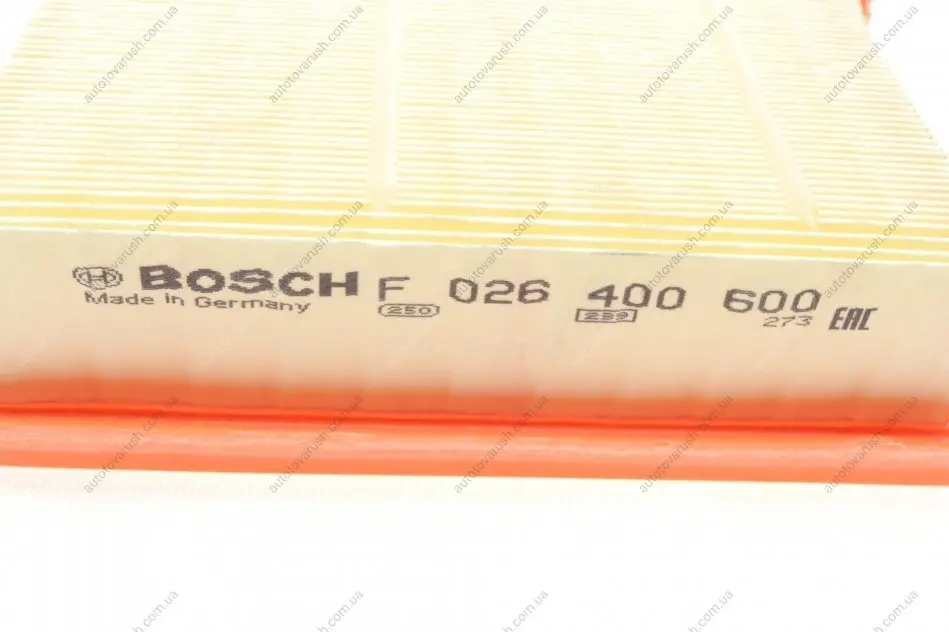 BOSCH F 026 400 600
Made in Germany 250 239 273 EAC
autotovarush.com.ua